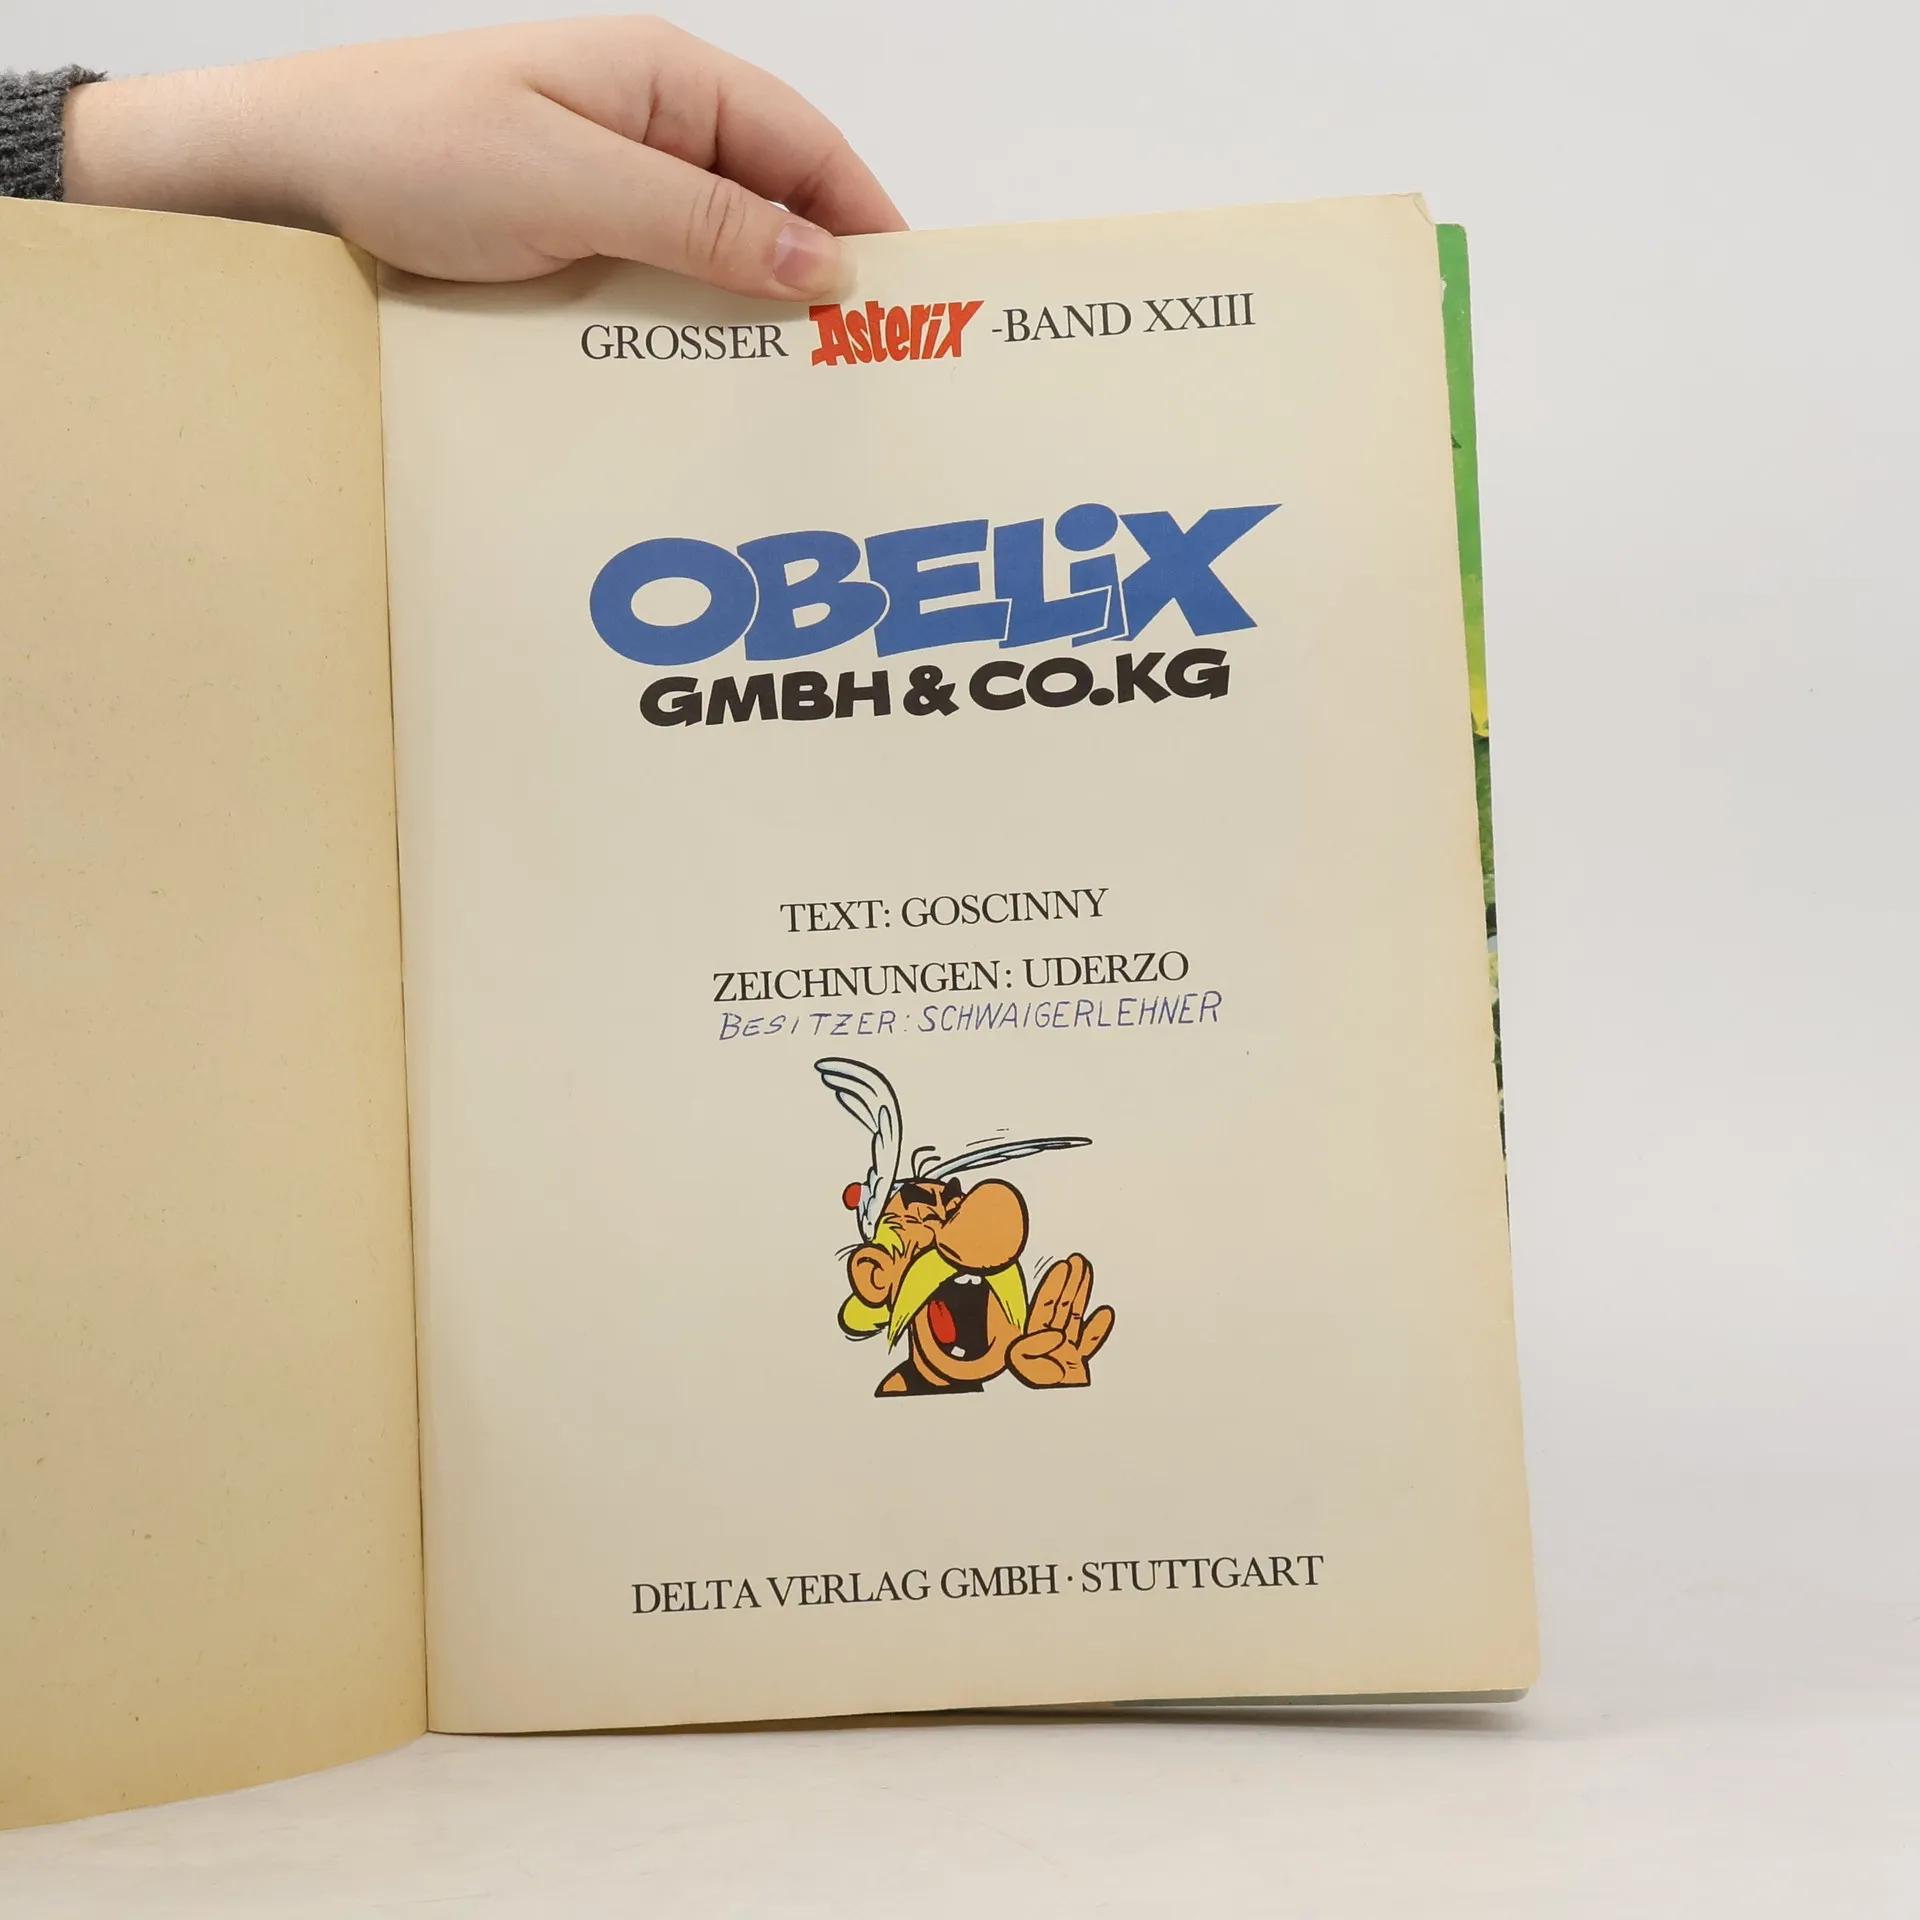 GROSSER Asterix -BAND XXIII
OBELiX
GMBH & CO.KG
TEXT: GOSCINNY
ZEICHNUNGEN: UDERZO
BESITZER: SCHWAIGERLEHNER
DELTA VERLAG GMBH · STUTTGART